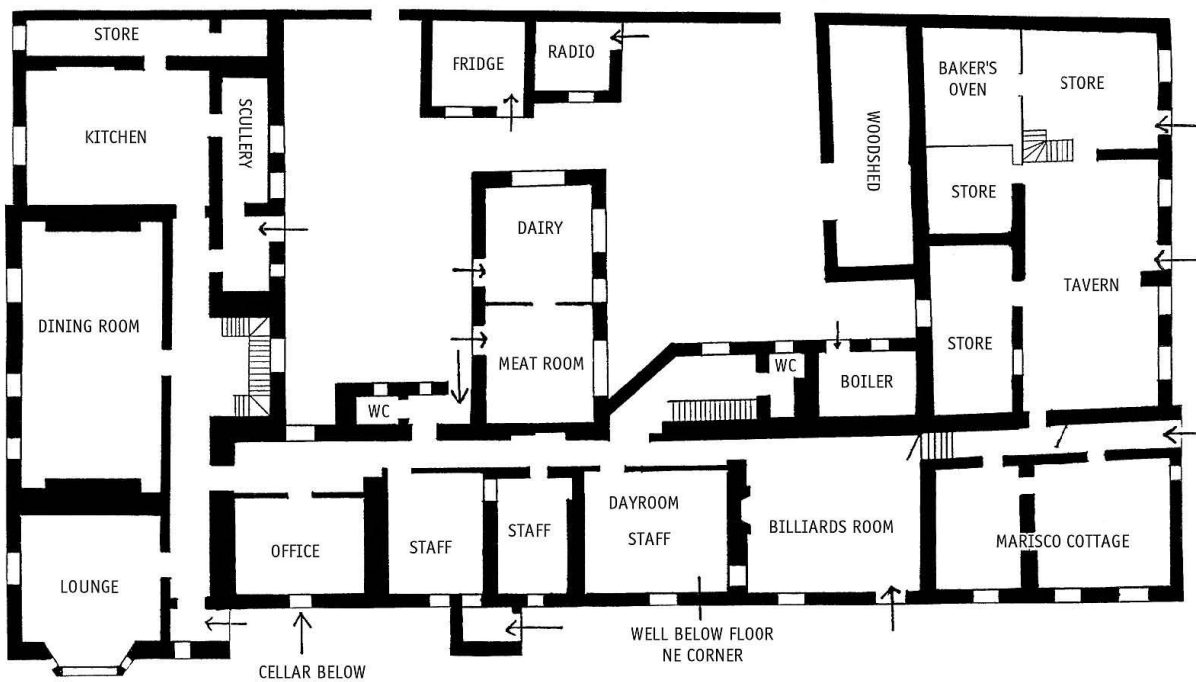 STORE
FRIDGE
RADIO
BAKER'S
OVEN
STORE
KITCHEN
SCULLERY
WOODSHED
STORE
DAIRY
TAVERN
DINING ROOM
MEAT ROOM
STORE
WC
BOILER
WC
OFFICE
STAFF
STAFF
DAYROOM
STAFF
BILLIARDS ROOM
MARISCO COTTAGE
LOUNGE
CELLAR BELOW
WELL BELOW FLOOR
NE CORNER